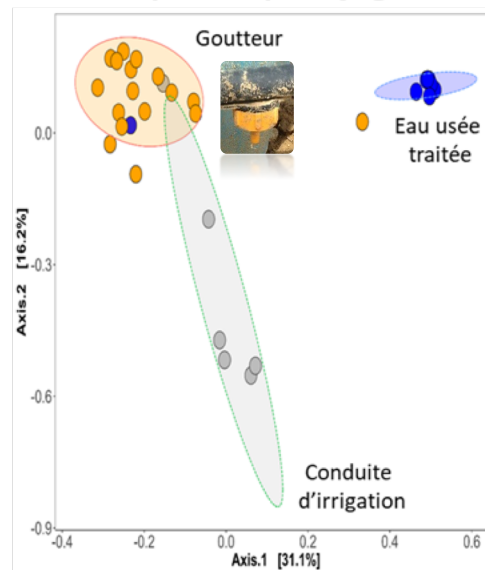 Goutteur
Eau usée
traitée
Conduite
d'irrigation
0.0
-0.3
-0.6
-0.9
Axis.2 [16.2%]
-0.4
-0.2
0.0
0.2
0.4
0.6
Axis.1 [31.1%]